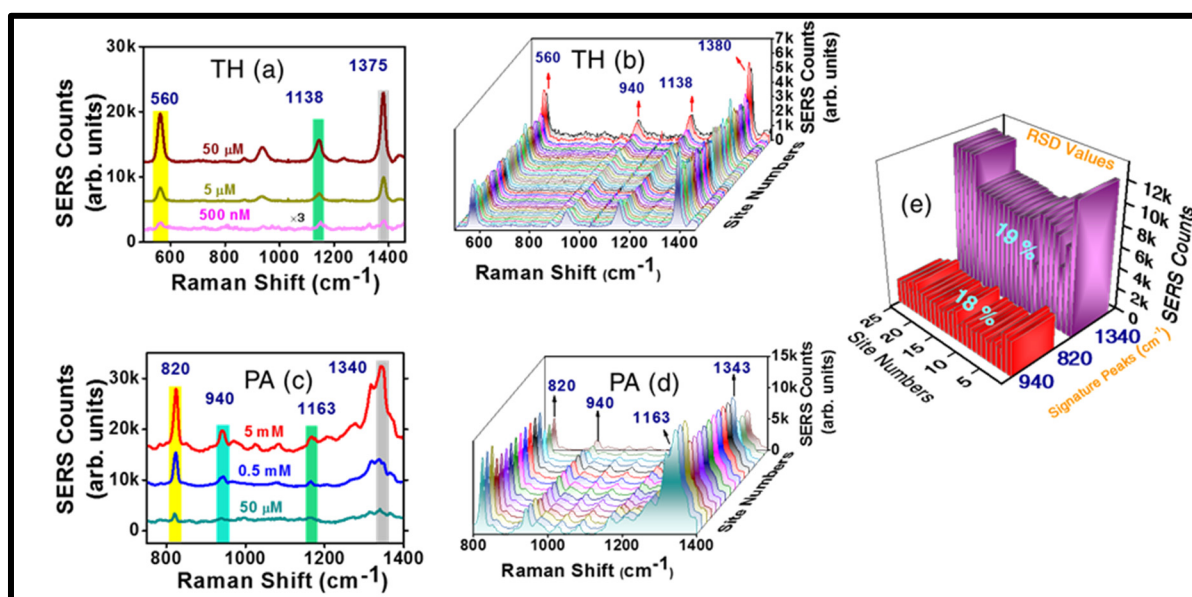 TH (a)
30k
20k
10k
0
560
1138
1375
50 μM
5 μM
500 nM
×3
600 800 1000 1200 1400
Raman Shift (cm-1)
SERS Counts
(arb. units)
TH (b)
560
940
1138
1380
7k
6k
5k
4k
3k
2k
1k
SERS Counts
(arb. units)
Site Numbers
600 800 1000 1200 1400
Raman Shift (cm-1)
PA (c)
30k
20k
10k
0
820
940
1163
1340
5 mM
0.5 mM
50 μM
800 1000 1200 1400
Raman Shift (cm-1)
SERS Counts
(arb. units)
PA (d)
820
940
1163
1343
15k
10k
5k
0
SERS Counts
(arb. units)
Site Numbers
800 1000 1200 1400
Raman Shift (cm-1)
(e)
RSD Values
19 %
18 %
12k
10k
8k
6k
4k
2k
0
SERS Counts
25 20 15 10 5
Site Numbers
940 820 1340
Signature Peaks (cm-1)